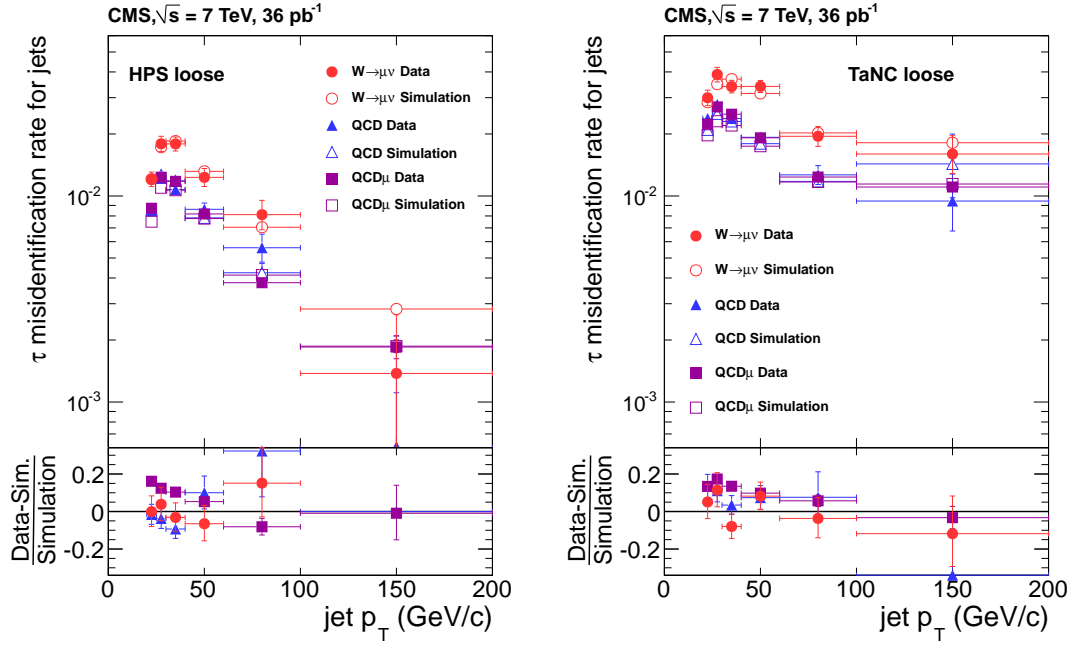 CMS,√s = 7 TeV, 36 pb⁻¹
τ misidentification rate for jets
HPS loose
W→μν Data
W→μν Simulation
QCD Data
QCD Simulation
QCDμ Data
QCDμ Simulation
10⁻²
10⁻³
Data-Sim.
Simulation
0.2
0
-0.2
0 50 100 150 200
jet p_T (GeV/c)
CMS,√s = 7 TeV, 36 pb⁻¹
τ misidentification rate for jets
TaNC loose
10⁻²
W→μν Data
W→μν Simulation
QCD Data
QCD Simulation
QCDμ Data
QCDμ Simulation
10⁻³
Data-Sim.
Simulation
0.2
0
-0.2
0 50 100 150 200
jet p_T (GeV/c)